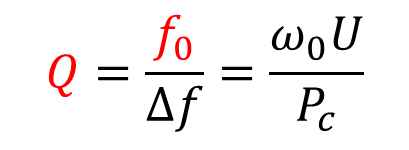 Q = f₀/Δf = ω₀U/P_c